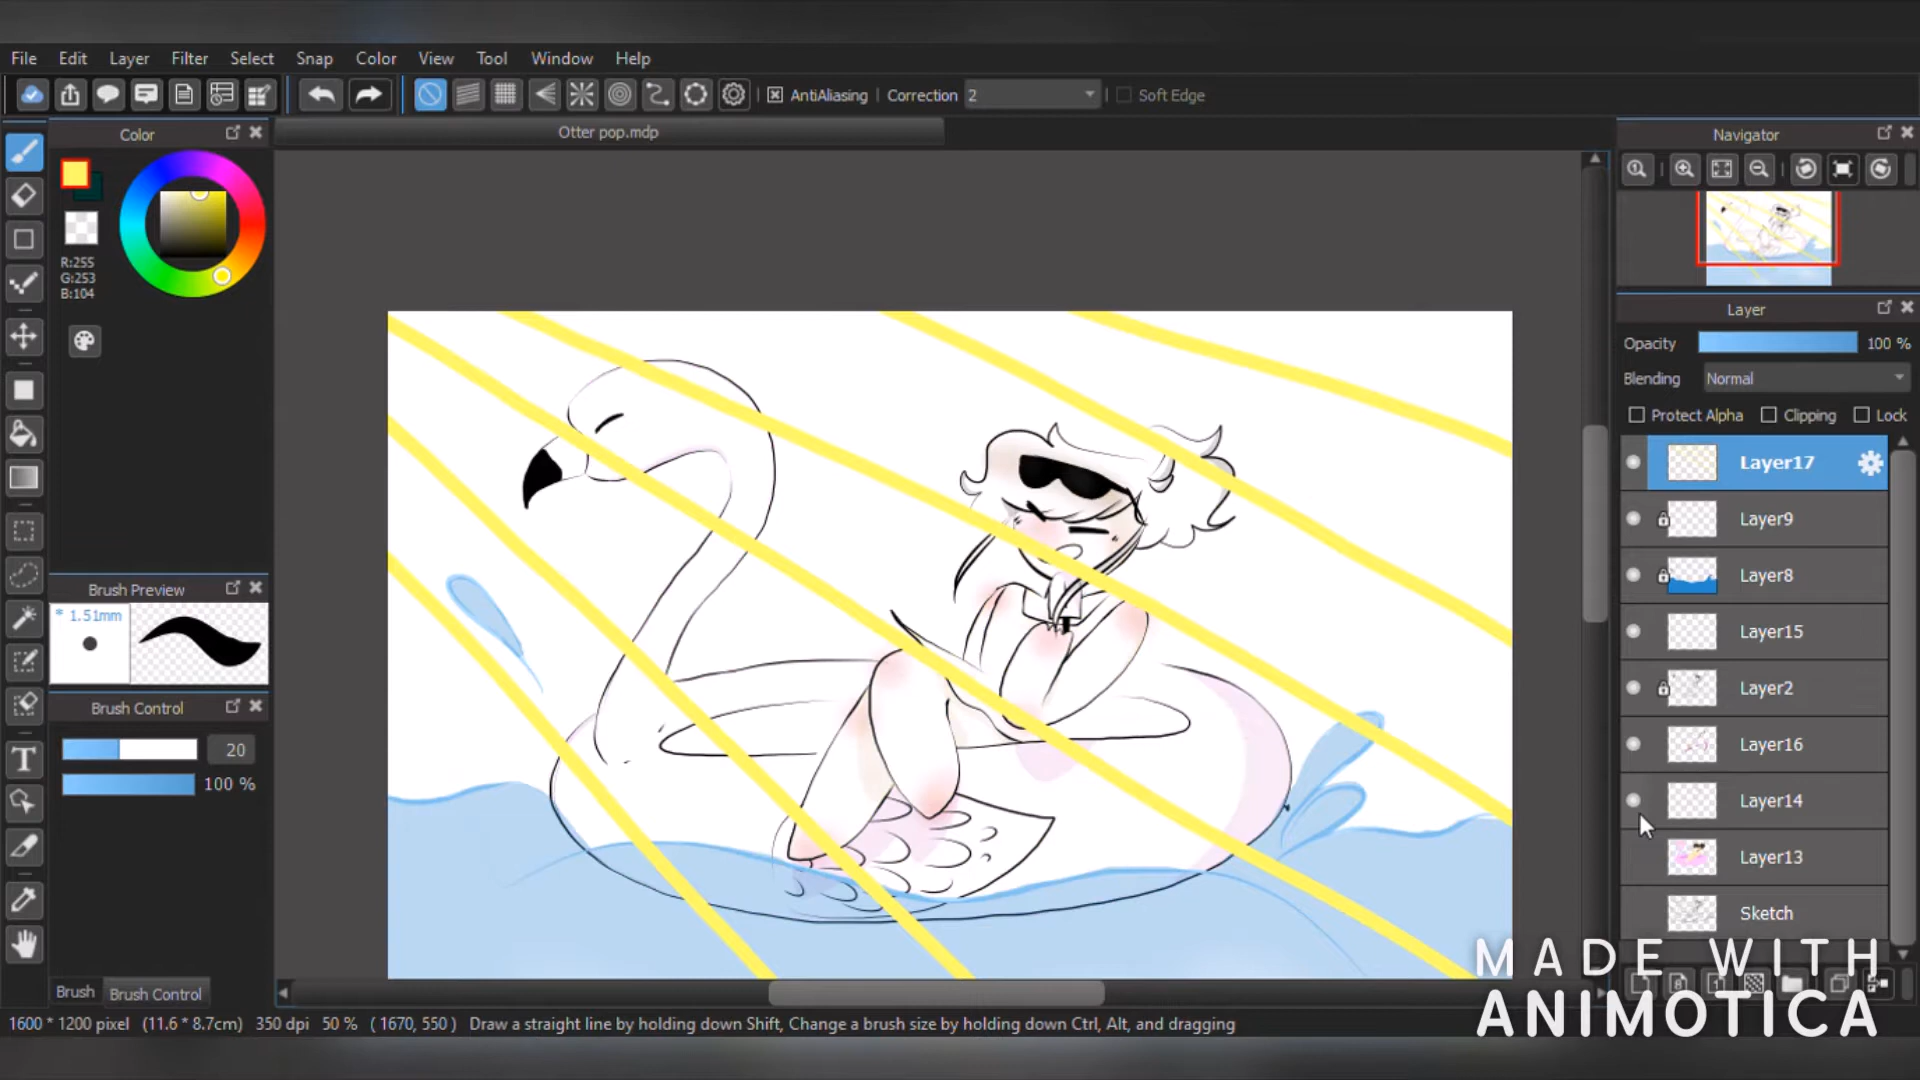 File Edit Layer Filter Select Snap Color View Tool Window Help
AntiAliasing Correction 2 Soft Edge
Color
Otter pop.mdp
Navigator
R:255
G:253
B:104
Layer
Opacity 100 %
Blending Normal
Protect Alpha Clipping Lock
Layer17
Layer9
Layer8
Layer15
Layer2
Layer16
Layer14
Layer13
Sketch
Brush Preview
* 1.51mm
Brush Control
20
100 %
Brush Brush Control
1600 * 1200 pixel (11.6 * 8.7cm) 350 dpi 50 % ( 1670, 550 ) Draw a straight line by holding down Shift, Change a brush size by holding down Ctrl, Alt, and dragging
MADE WITH
ANIMOTICA